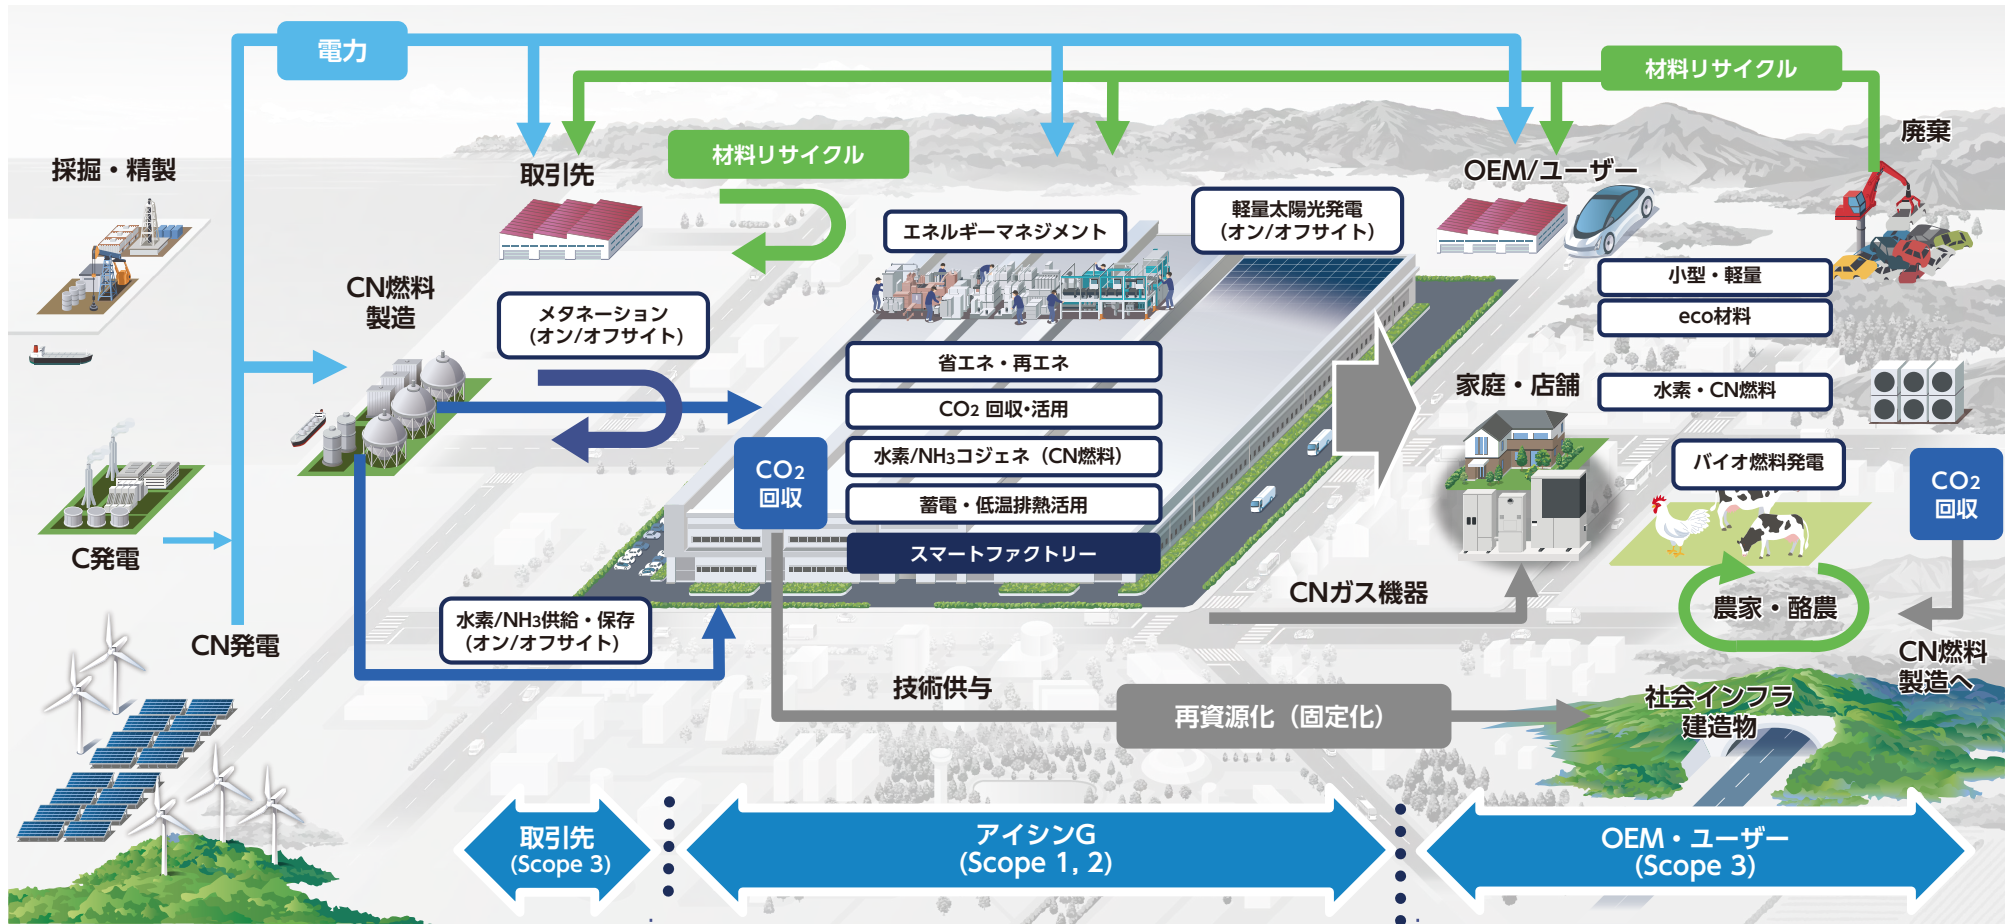 電力
材料リサイクル
廃棄
採掘・精製
取引先
材料リサイクル
OEM/ユーザー
エネルギーマネジメント
軽量太陽光発電
(オン/オフサイト)
小型・軽量
eco材料
CN燃料
製造
メタネーション
(オン/オフサイト)
省エネ・再エネ
CO2 回収・活用
水素/NH3コジェネ（CN燃料）
蓄電・低温排熱活用
スマートファクトリー
家庭・店舗
水素・CN燃料
バイオ燃料発電
CO2
回収
CO2
回収
C発電
CN発電
水素/NH3供給・保存
(オン/オフサイト)
CNガス機器
農家・酪農
CN燃料
製造へ
技術供与
再資源化（固定化）
社会インフラ
建造物
取引先
(Scope 3)
アイシンG
(Scope 1, 2)
OEM・ユーザー
(Scope 3)